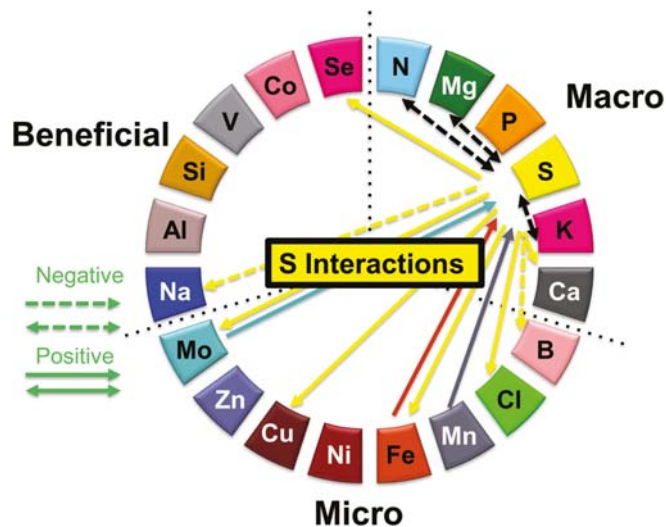 Se
N
Co
Mg
Macro
V
P
Beneficial
Si
S
Al
K
S Interactions
Negative
Na
Ca
Mo
B
Positive
Zn
Cl
Cu
Ni
Fe
Mn
Micro